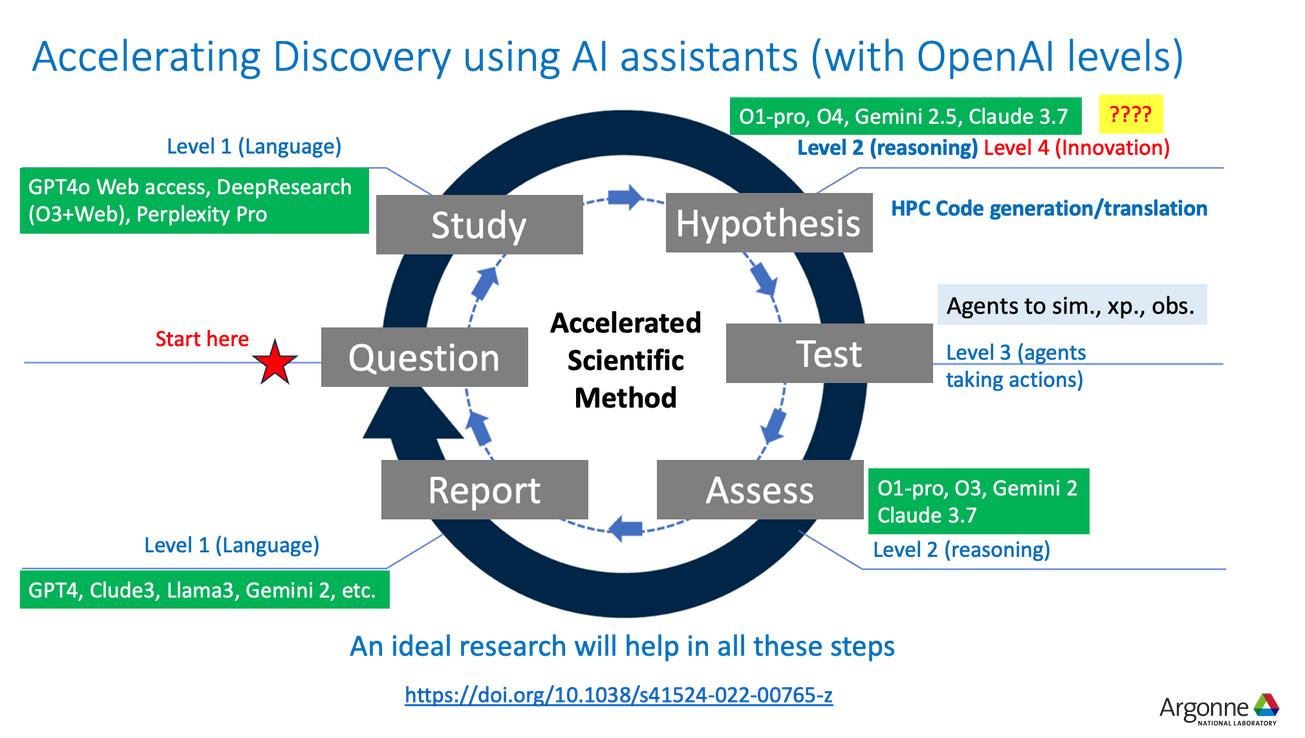 Accelerating Discovery using AI assistants (with OpenAI levels)
O1-pro, O4, Gemini 2.5, Claude 3.7
????
Level 1 (Language)
Level 2 (reasoning) Level 4 (Innovation)
GPT4o Web access, DeepResearch
(O3+Web), Perplexity Pro
Study
Hypothesis
HPC Code generation/translation
Agents to sim., xp., obs.
Start here
Question
Accelerated
Scientific
Method
Test
Level 3 (agents
taking actions)
Report
Assess
O1-pro, O3, Gemini 2
Claude 3.7
Level 1 (Language)
Level 2 (reasoning)
GPT4, Clude3, Llama3, Gemini 2, etc.
An ideal research will help in all these steps
https://doi.org/10.1038/s41524-022-00765-z
Argonne
NATIONAL LABORATORY